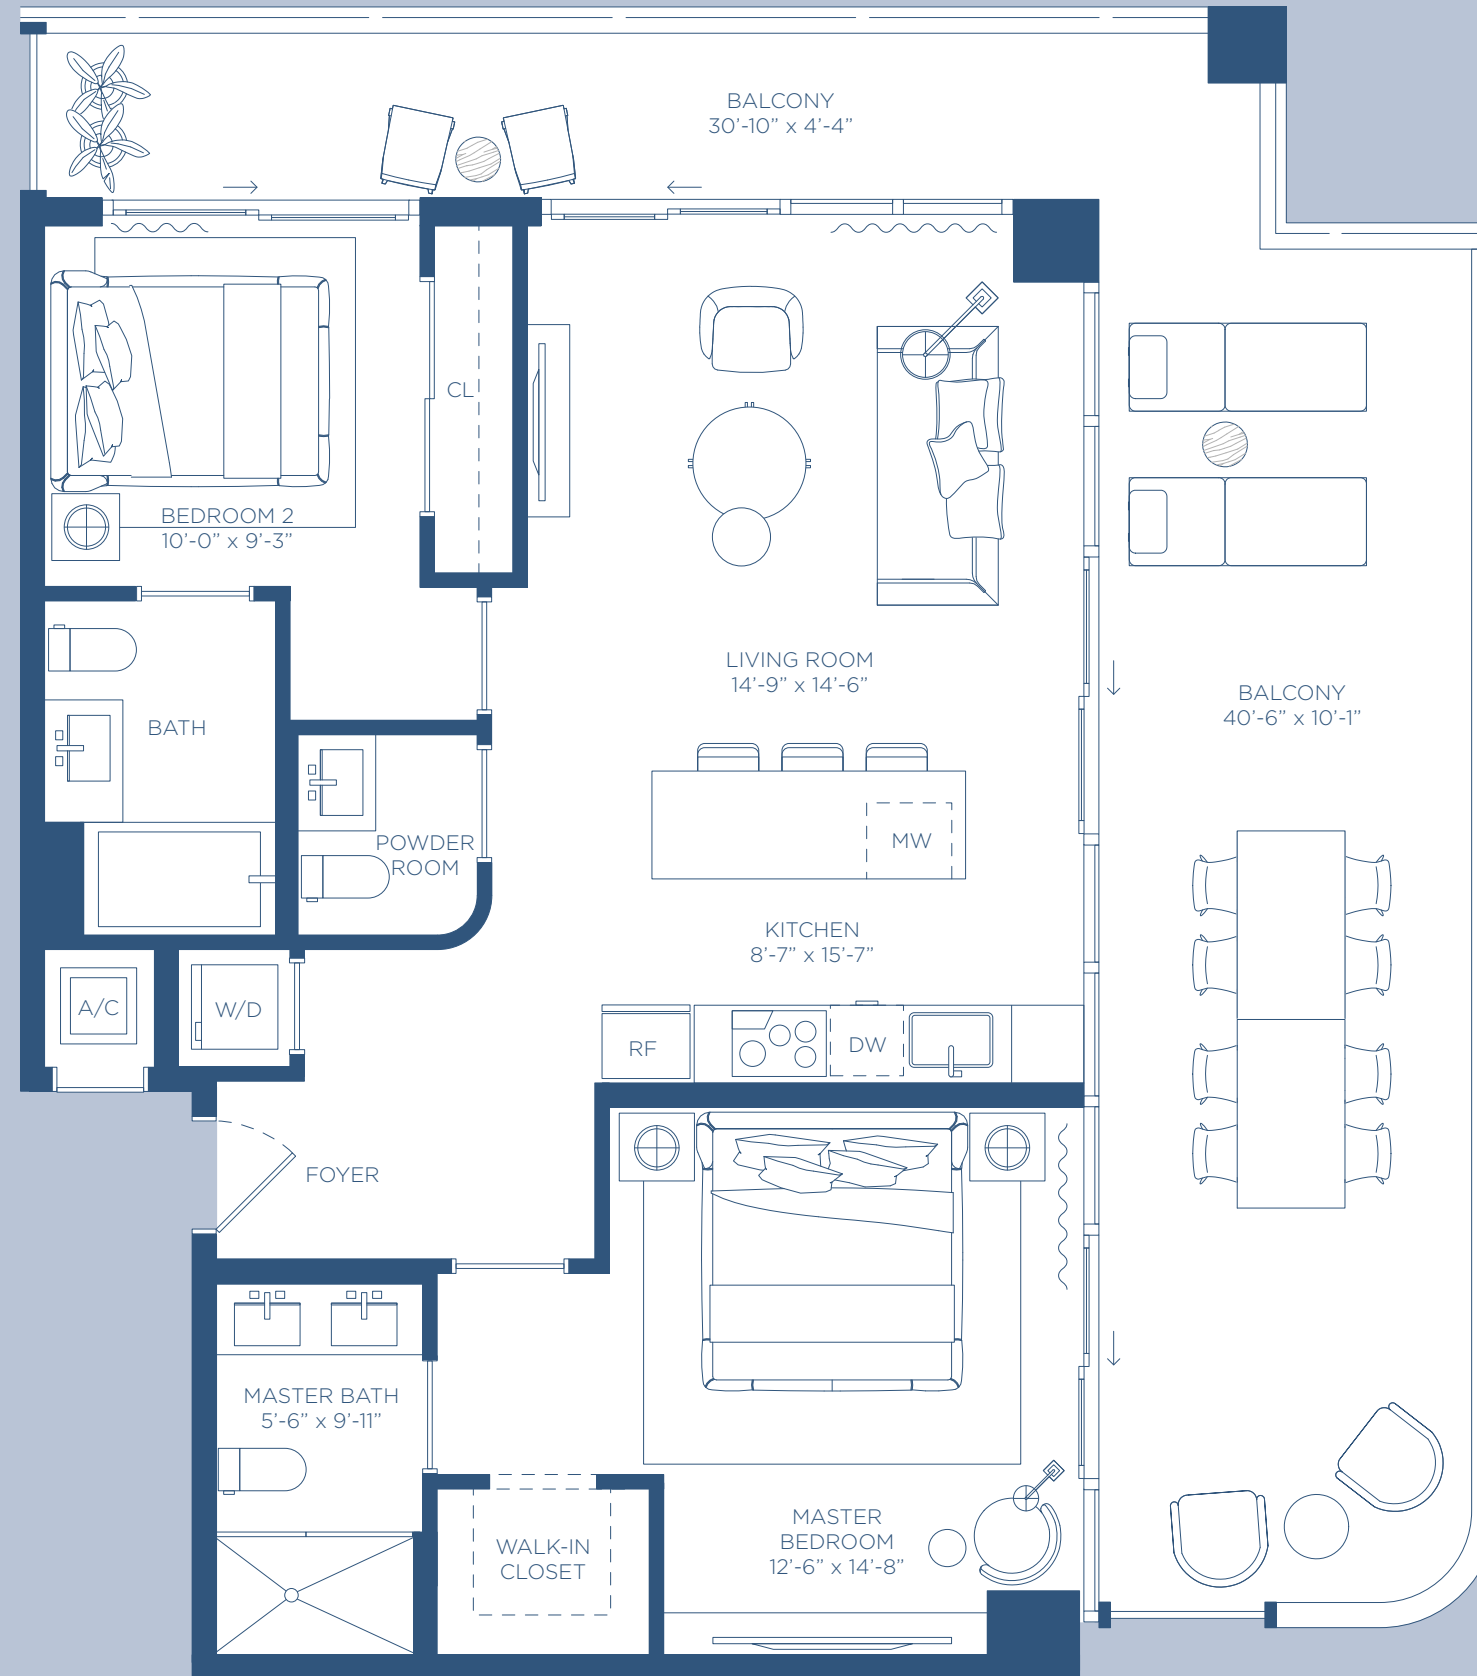 BALCONY
30'-10” x 4'-4”
CL
BEDROOM 2
10'-0” x 9'-3”
LIVING ROOM
14'-9” x 14'-6”
BALCONY
40'-6” x 10'-1”
BATH
POWDER
ROOM
MW
KITCHEN
8'-7” x 15'-7”
A/C
W/D
RF
DW
FOYER
MASTER BATH
5'-6” x 9'-11”
WALK-IN
CLOSET
MASTER
BEDROOM
12'-6” x 14'-8”